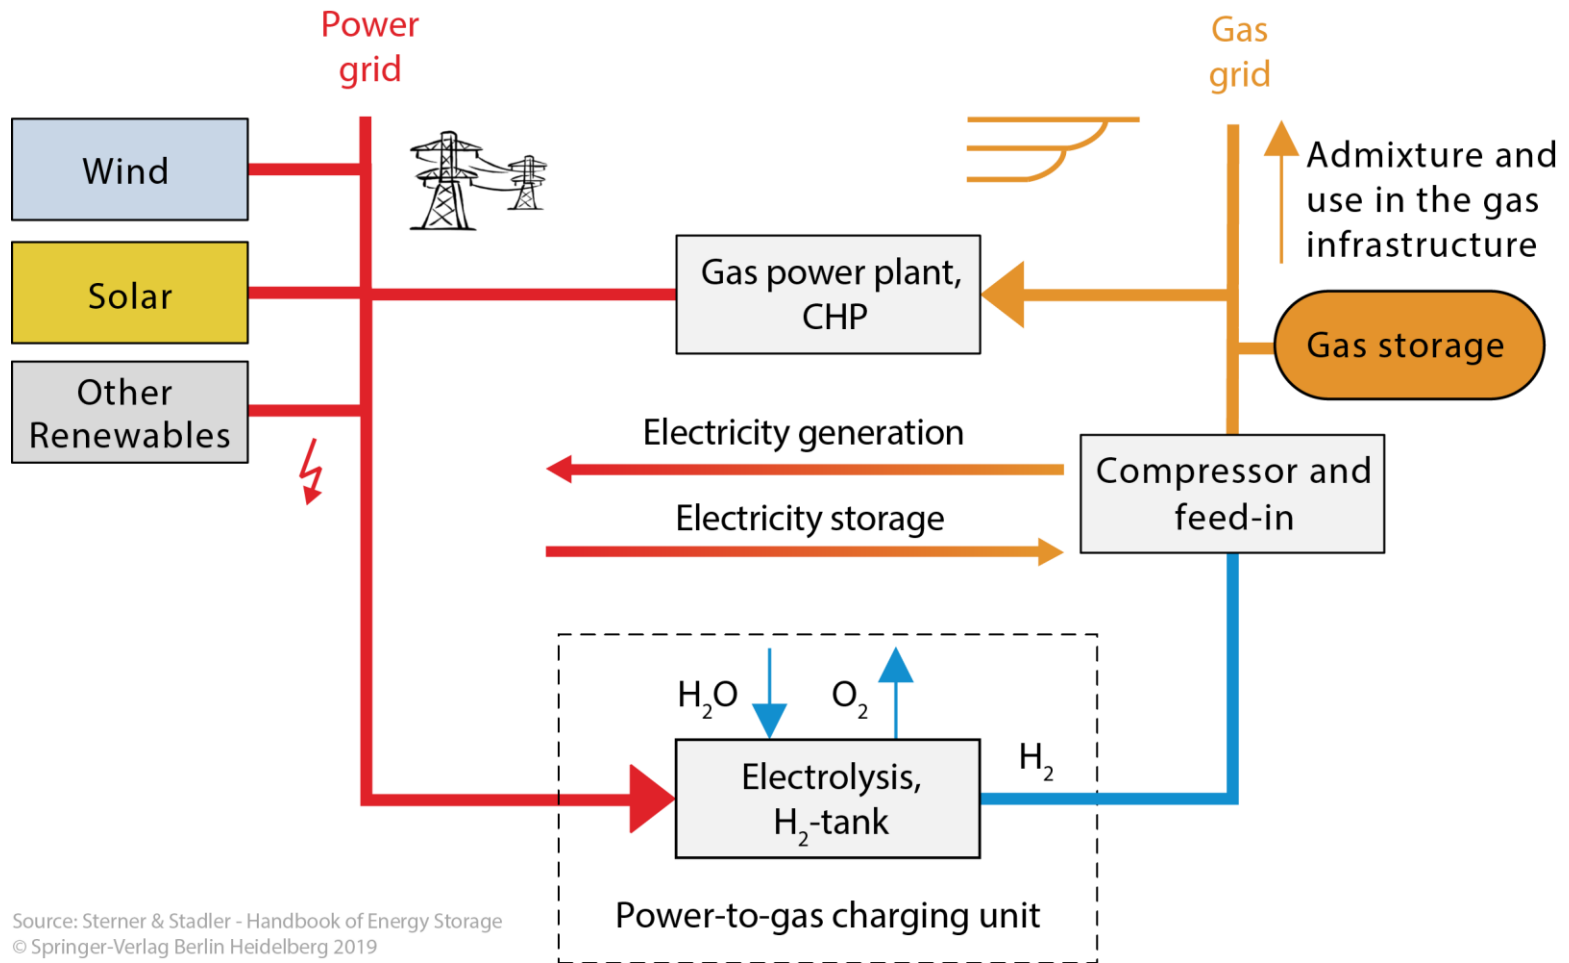 Power
grid
Gas
grid
Wind
Solar
Other
Renewables
Gas power plant,
CHP
Admixture and
use in the gas
infrastructure
Gas storage
Electricity generation
Electricity storage
Compressor and
feed-in
H₂O
O₂
H₂
Electrolysis,
H₂-tank
Power-to-gas charging unit
Source: Sterner & Stadler - Handbook of Energy Storage
© Springer-Verlag Berlin Heidelberg 2019